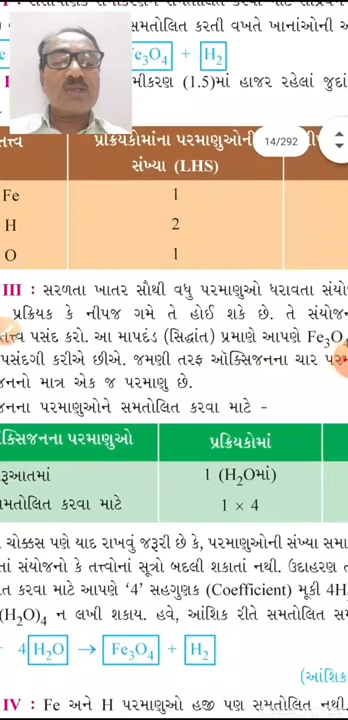 સમતોલિત કરતી વખતે ખાનાંઓની
e₃O₄ + H₂
(1.5)માં હાજર રહેલાં
તત્ત્વ પ્રક્રિયકોમાંના પરમાણુઓની
સંખ્યા (LHS)
14/292
Fe 1
H 2
O 1
III : સરળતા ખાતર સૌથી વધુ પરમાણુઓ ધરાવતા
પ્રક્રિયક કે નીપજ ગમે તે હોઈ શકે છે. તે
પસંદ કરો. આ માપદંડ (સિદ્ધાંત) પ્રમાણે આપણે Fe₃O₄
પસંદગી કરીએ છીએ. જમણી તરફ ઑક્સિજનના ચાર
માત્ર એક જ પરમાણુ છે.
પરમાણુઓને સમતોલિત કરવા માટે -
ક્સિજનના પરમાણુઓ પ્રક્રિયકોમાં
રૂઆતમાં 1 (H₂Oમાં)
મતોલિત કરવા માટે 1 × 4
ચોક્કસ પણે યાદ રાખવું જરૂરી છે કે, પરમાણુઓની સંખ્યા
સંયોજનો કે તત્ત્વોનાં સૂત્રો બદલી શકાતાં નથી. ઉદાહરણ
કરવા માટે આપણે ‘4’ સહગુણક (Coefficient) મૂકી 4H
(H₂O)₄ ન લખી શકાય. હવે, આંશિક રીતે સમતોલિત
+ 4 H₂O → Fe₃O₄ + H₂
(આંશિક
IV : Fe અને H પરમાણુઓ હજી પણ સમતોલિત નથી.